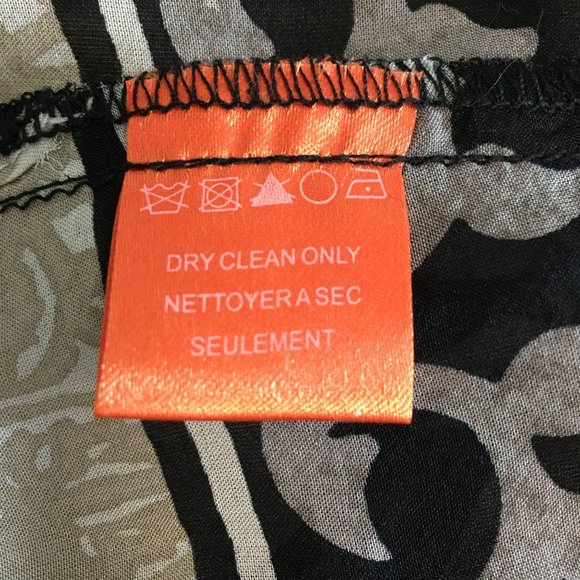 DRY CLEAN ONLY
NETTOYER A SEC
SEULEMENT